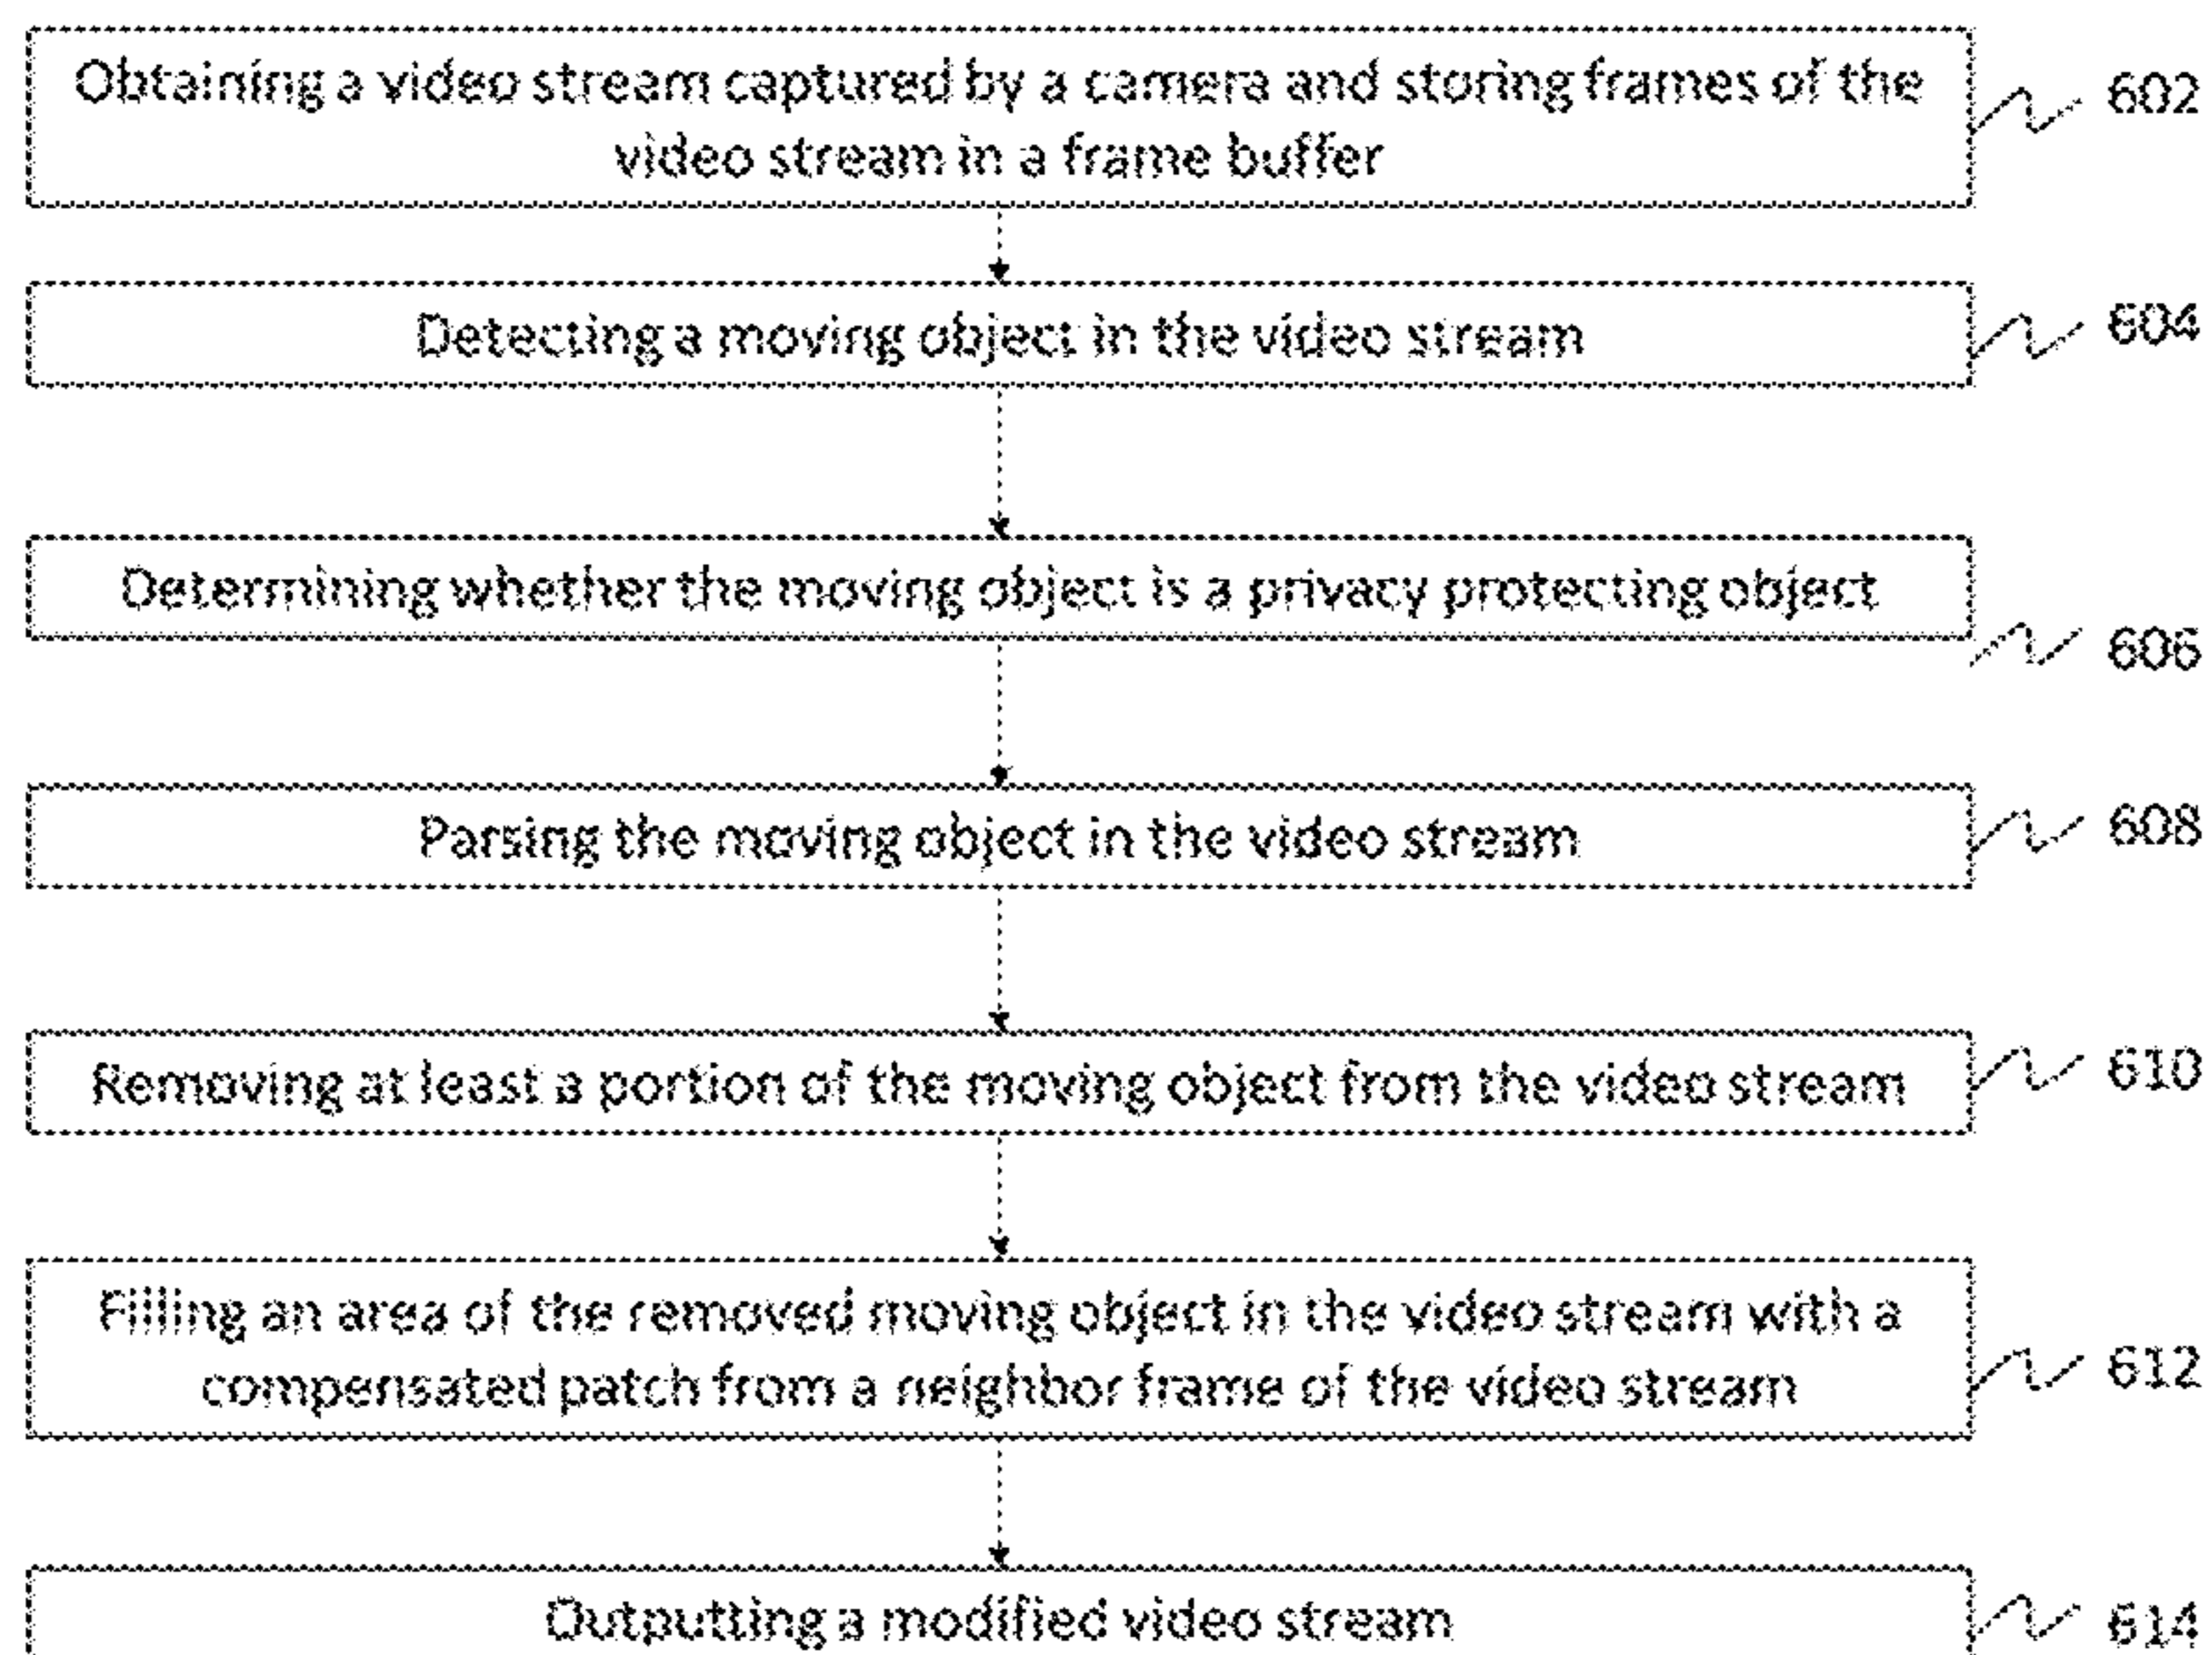 Obtaining a video stream captured by a camera and storing frames of the
video stream in a frame buffer
602
Detecting a moving object in the video stream
604
Determining whether the moving object is a privacy protecting object
606
Parsing the moving object in the video stream
608
Removing at least a portion of the moving object from the video stream
610
Filling an area of the removed moving object in the video stream with a
compensated patch from a neighbor frame of the video stream
612
Outputting a modified video stream
614